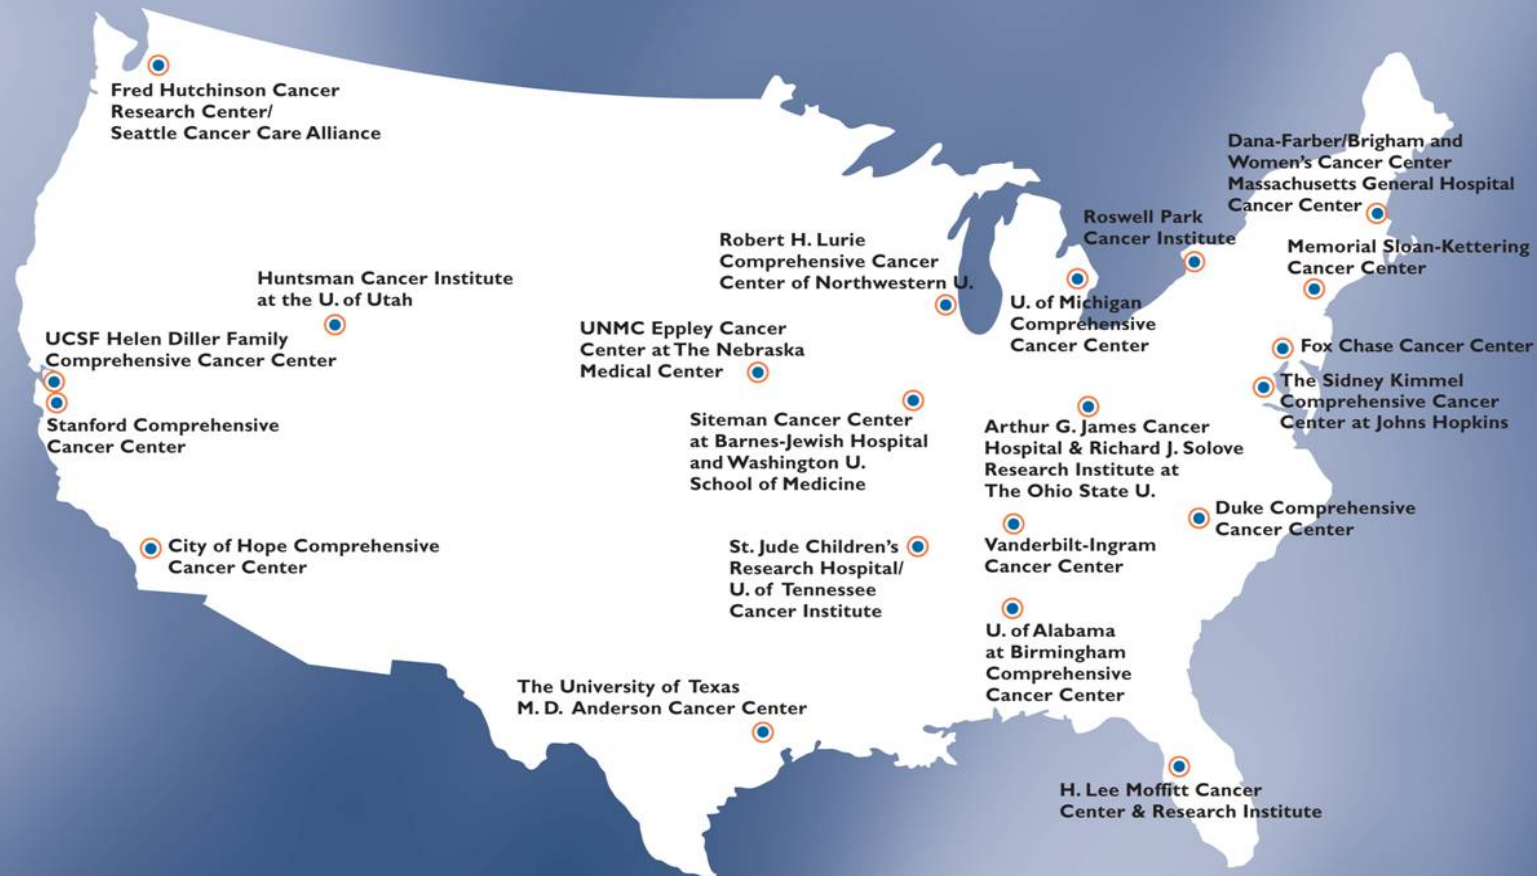 Fred Hutchinson Cancer
Research Center/
Seattle Cancer Care Alliance
Dana-Farber/Brigham and
Women's Cancer Center
Massachusetts General Hospital
Cancer Center
Roswell Park
Cancer Institute
Robert H. Lurie
Comprehensive Cancer
Center of Northwestern U.
Memorial Sloan-Kettering
Cancer Center
Huntsman Cancer Institute
at the U. of Utah
U. of Michigan
Comprehensive
Cancer Center
UCSF Helen Diller Family
Comprehensive Cancer Center
UNMC Eppley Cancer
Center at The Nebraska
Medical Center
Fox Chase Cancer Center
The Sidney Kimmel
Comprehensive Cancer
Center at Johns Hopkins
Stanford Comprehensive
Cancer Center
Siteman Cancer Center
at Barnes-Jewish Hospital
and Washington U.
School of Medicine
Arthur G. James Cancer
Hospital & Richard J. Solove
Research Institute at
The Ohio State U.
Duke Comprehensive
Cancer Center
City of Hope Comprehensive
Cancer Center
St. Jude Children's
Research Hospital/
U. of Tennessee
Cancer Institute
Vanderbilt-Ingram
Cancer Center
U. of Alabama
at Birmingham
Comprehensive
Cancer Center
The University of Texas
M. D. Anderson Cancer Center
H. Lee Moffitt Cancer
Center & Research Institute